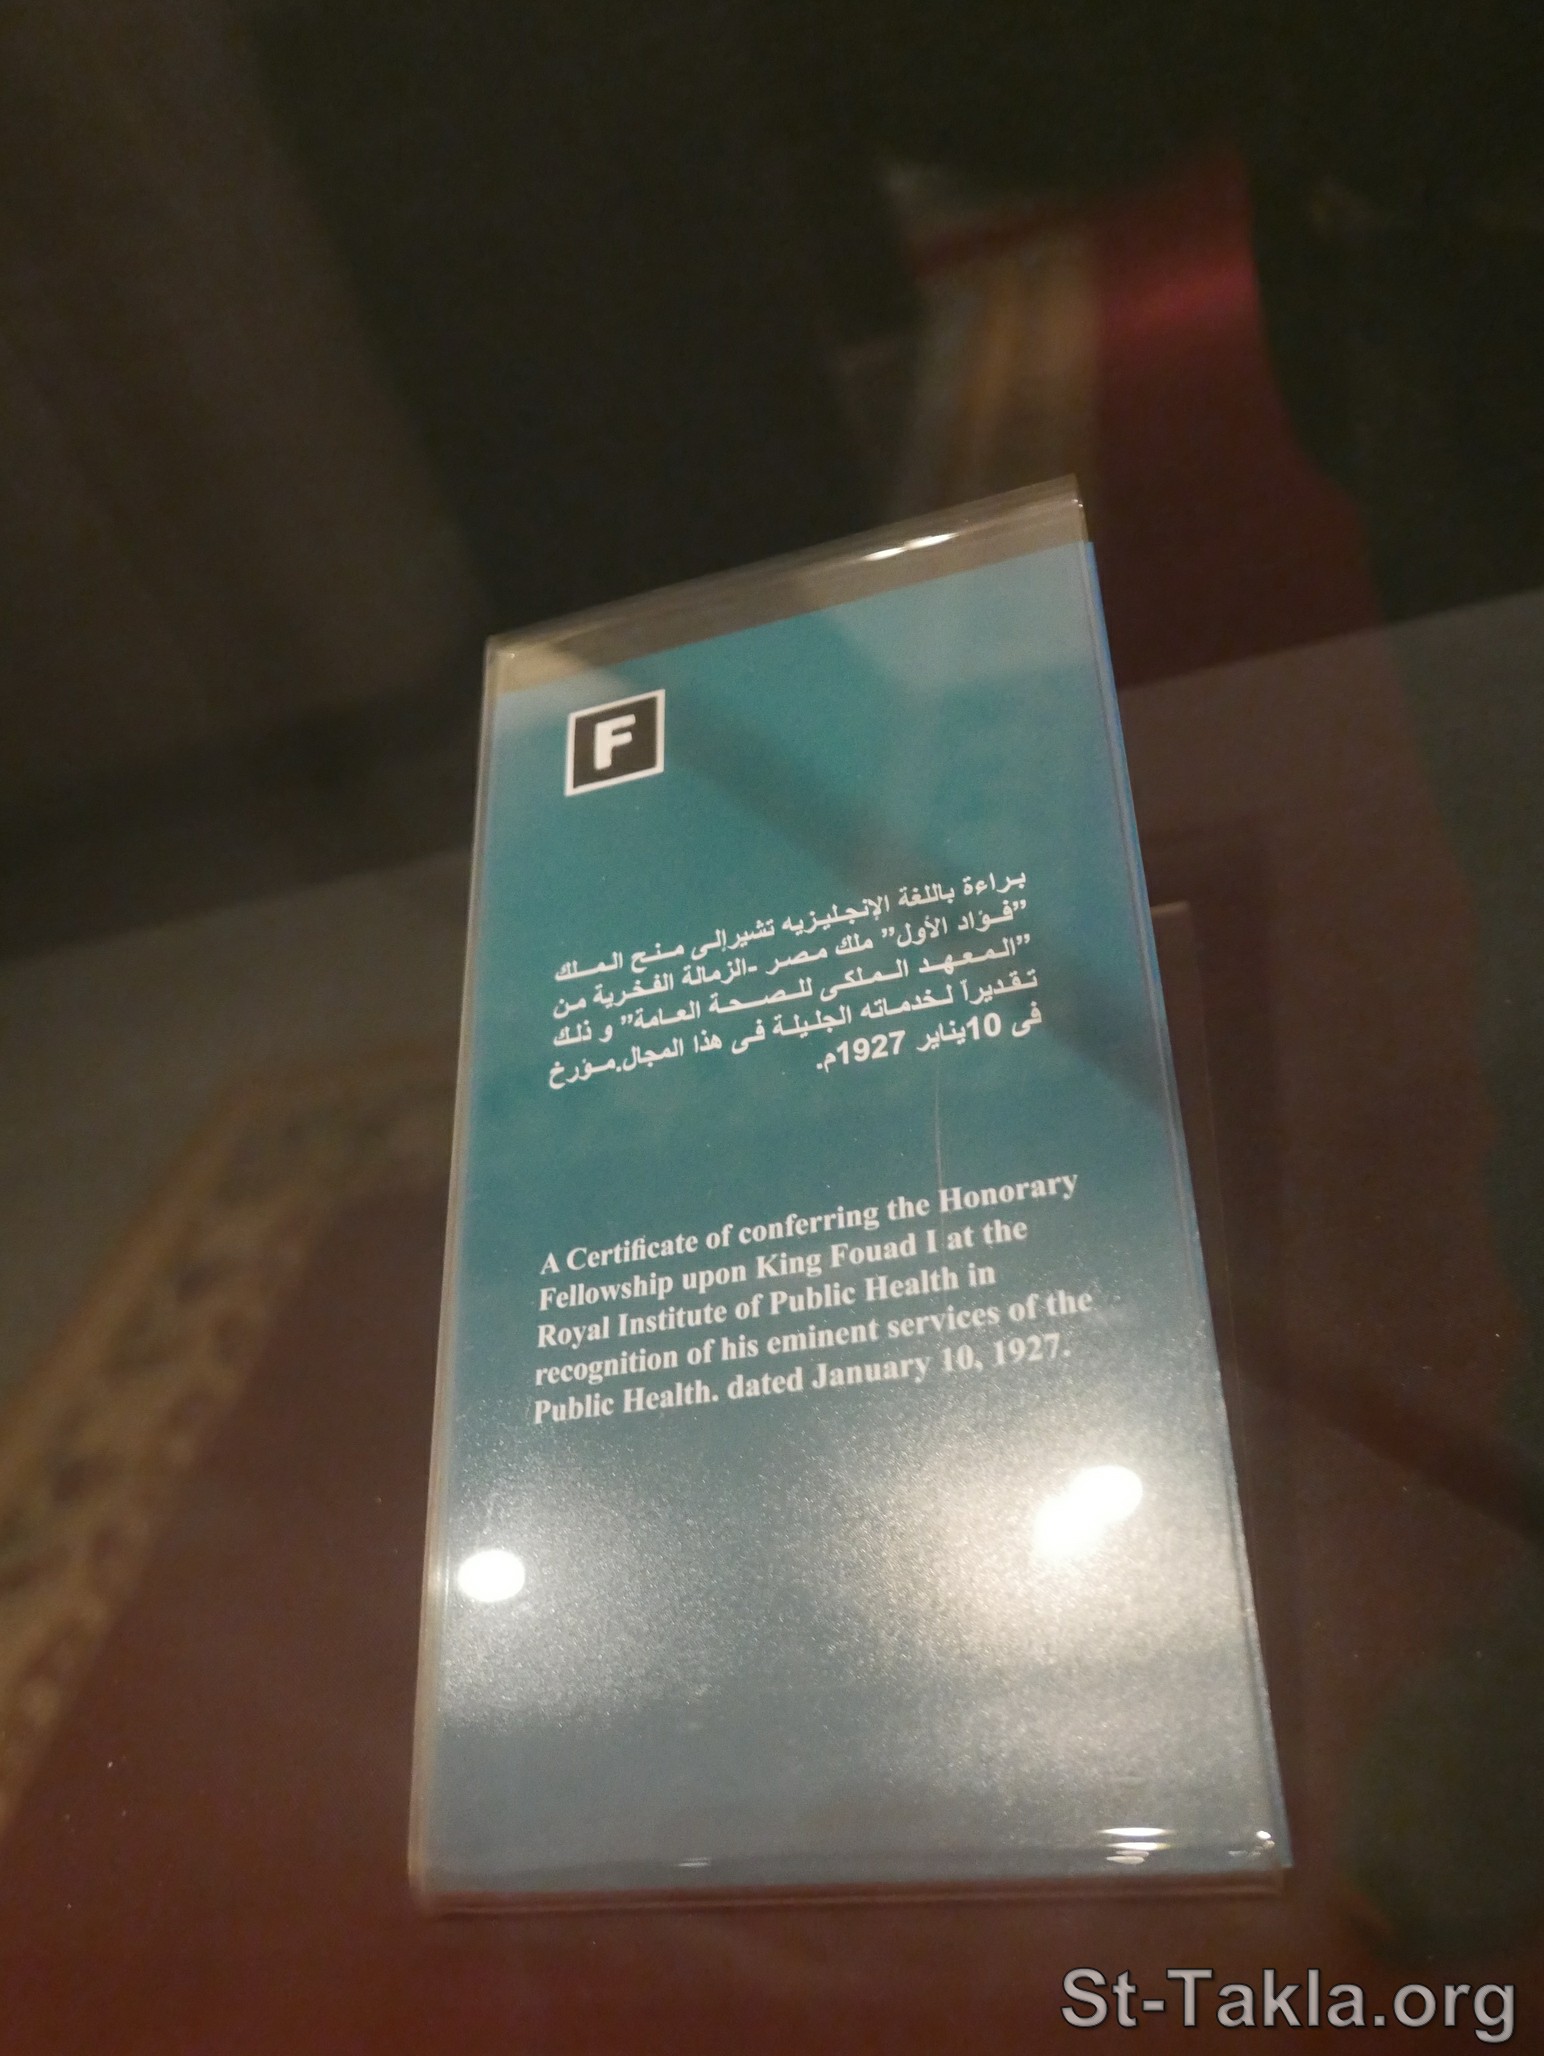 F
براءة باللغة الإنجليزيه تشير إلى منح الملك
”فؤاد الأول” ملك مصر -الزمالة الفخرية من
”المعهد الملكى للصحة العامة” و ذلك
تقديراً لخدماته الجليلة فى هذا المجال.مؤرخ
فى 10يناير 1927م.
A Certificate of conferring the Honorary
Fellowship upon King Fouad I at the
Royal Institute of Public Health in
recognition of his eminent services of the
Public Health. dated January 10, 1927.
St-Takla.org